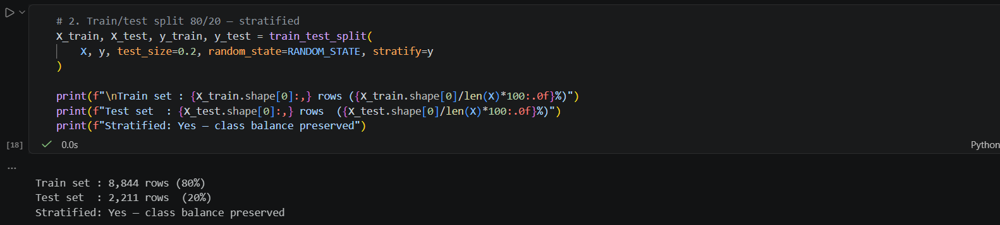 # 2. Train/test split 80/20 — stratified
X_train, X_test, y_train, y_test = train_test_split(
    X, y, test_size=0.2, random_state=RANDOM_STATE, stratify=y
)
print(f"\nTrain set : {X_train.shape[0]:,} rows ({X_train.shape[0]/len(X)*100:.0f}%)")
print(f"Test set  : {X_test.shape[0]:,} rows  ({X_test.shape[0]/len(X)*100:.0f}%)")
print(f"Stratified: Yes — class balance preserved")
[18] 0.0s Python
...
Train set : 8,844 rows (80%)
Test set  : 2,211 rows  (20%)
Stratified: Yes — class balance preserved